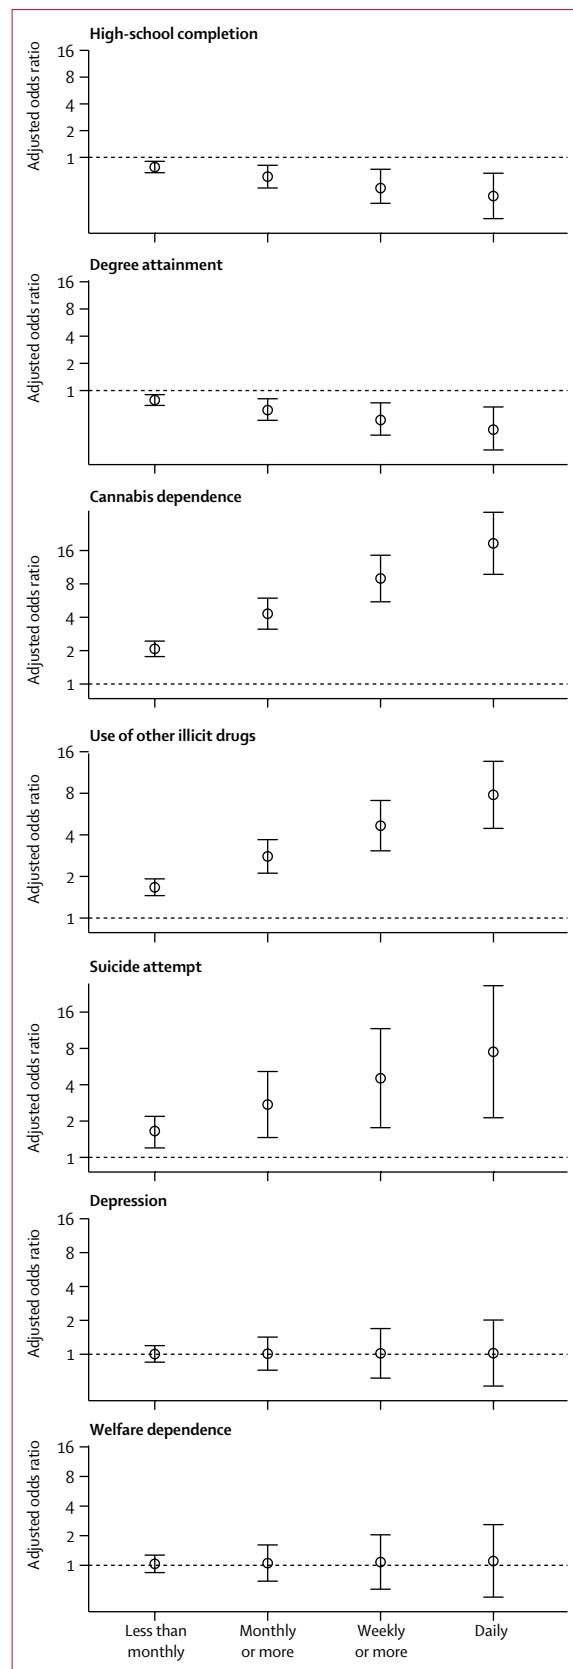 High-school completion
Adjusted odds ratio
16
8
4
2
1
Degree attainment
Adjusted odds ratio
16
8
4
2
1
Cannabis dependence
Adjusted odds ratio
16
8
4
2
1
Use of other illicit drugs
Adjusted odds ratio
16
8
4
2
1
Suicide attempt
Adjusted odds ratio
16
8
4
2
1
Depression
Adjusted odds ratio
16
8
4
2
1
Welfare dependence
Adjusted odds ratio
16
8
4
2
1
Less than
monthly
Monthly
or more
Weekly
or more
Daily